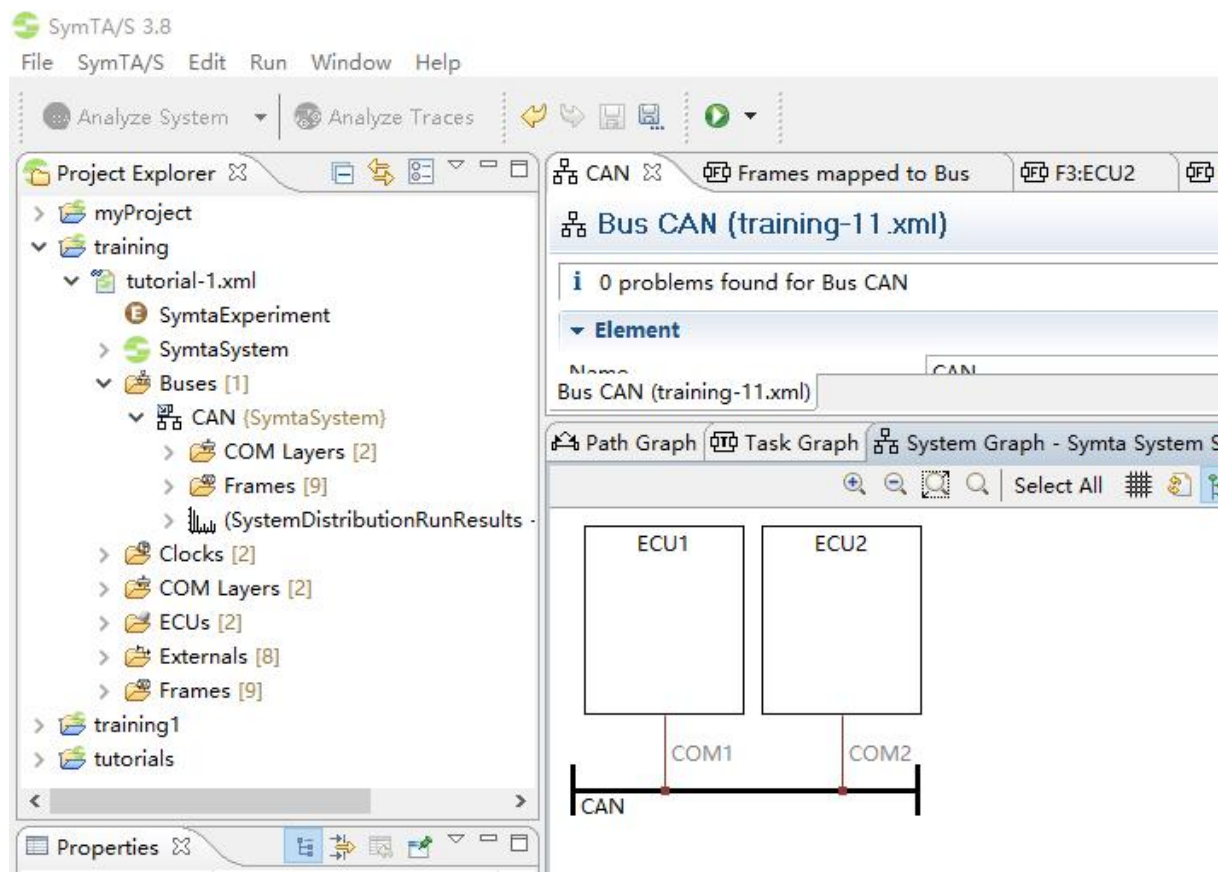 SymTA/S 3.8
File SymTA/S Edit Run Window Help
Analyze System Analyze Traces
Project Explorer
myProject
training
tutorial-1.xml
SymtaExperiment
SymtaSystem
Buses [1]
CAN {SymtaSystem}
COM Layers [2]
Frames [9]
(SystemDistributionRunResults -
Clocks [2]
COM Layers [2]
ECUs [2]
Externals [8]
Frames [9]
training1
tutorials
Properties
CAN Frames mapped to Bus F3:ECU2
Bus CAN (training-11.xml)
0 problems found for Bus CAN
Element
Name CAN
Bus CAN (training-11.xml)
Path Graph Task Graph System Graph - Symta System S
Select All
ECU1 ECU2
COM1 COM2
CAN